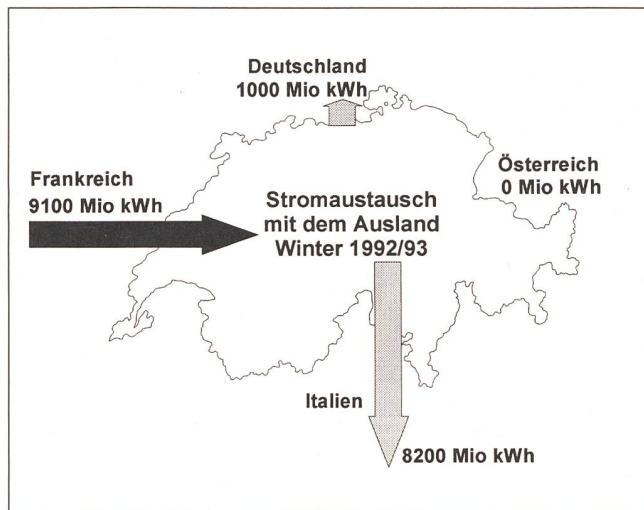 Deutschland
1000 Mio kWh
Österreich
0 Mio kWh
Frankreich
9100 Mio kWh
Stromaustausch
mit dem Ausland
Winter 1992/93
Italien
8200 Mio kWh